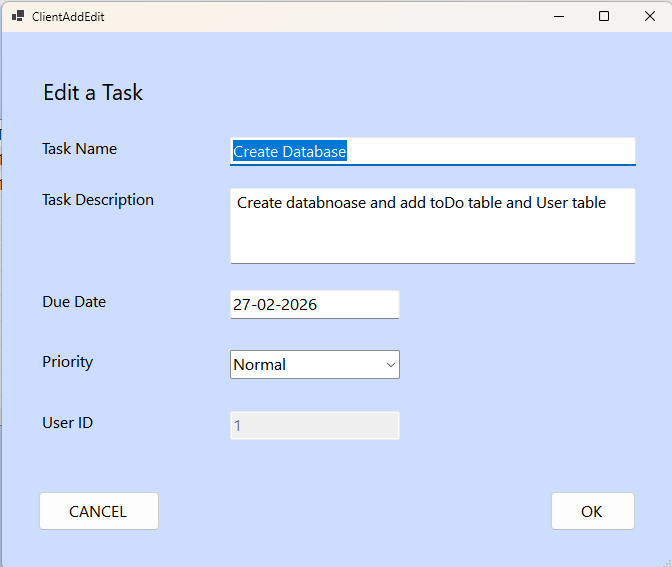 ClientAddEdit
Edit a Task
Task Name
Create Database
Task Description
Create databnoase and add toDo table and User table
Due Date
27-02-2026
Priority
Normal
User ID
1
CANCEL
OK